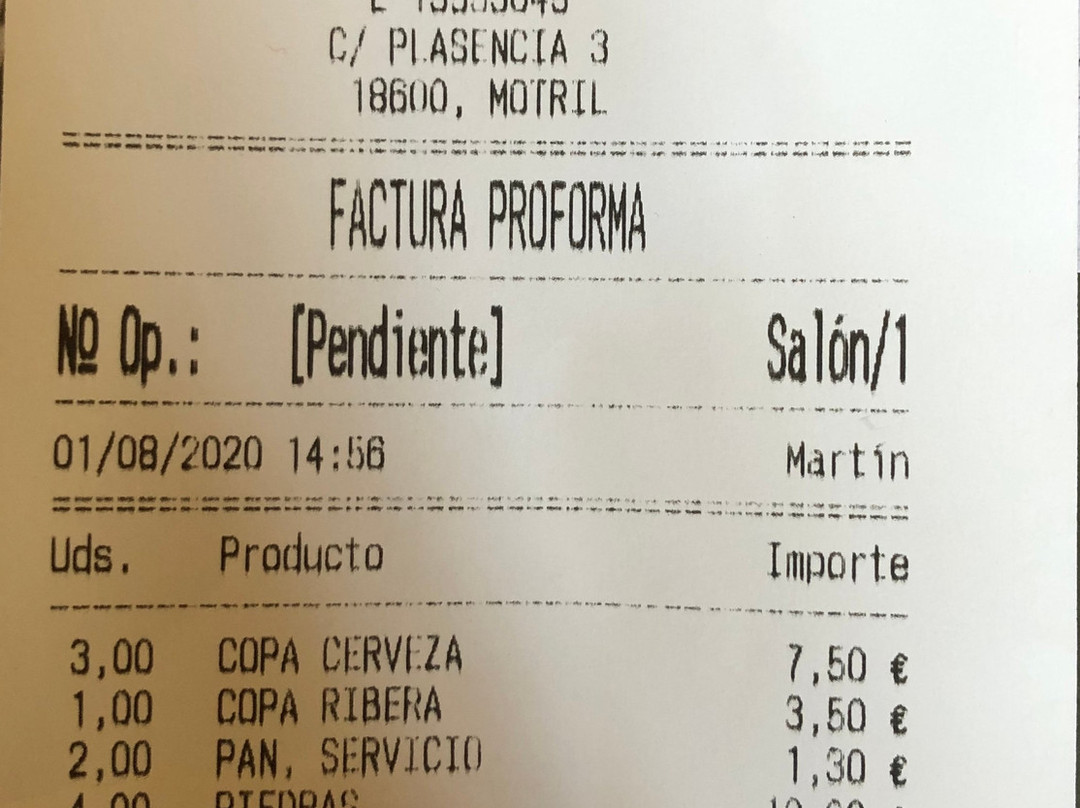 C/ PLASENCIA 3
18600, MOTRIL
FACTURA PROFORMA
Nº Op.: [Pendiente] Salón/1
01/08/2020 14:56 Martín
Uds. Producto Importe
3,00 COPA CERVEZA 7,50 €
1,00 COPA RIBERA 3,50 €
2,00 PAN, SERVICIO 1,30 €
PIEDRAS